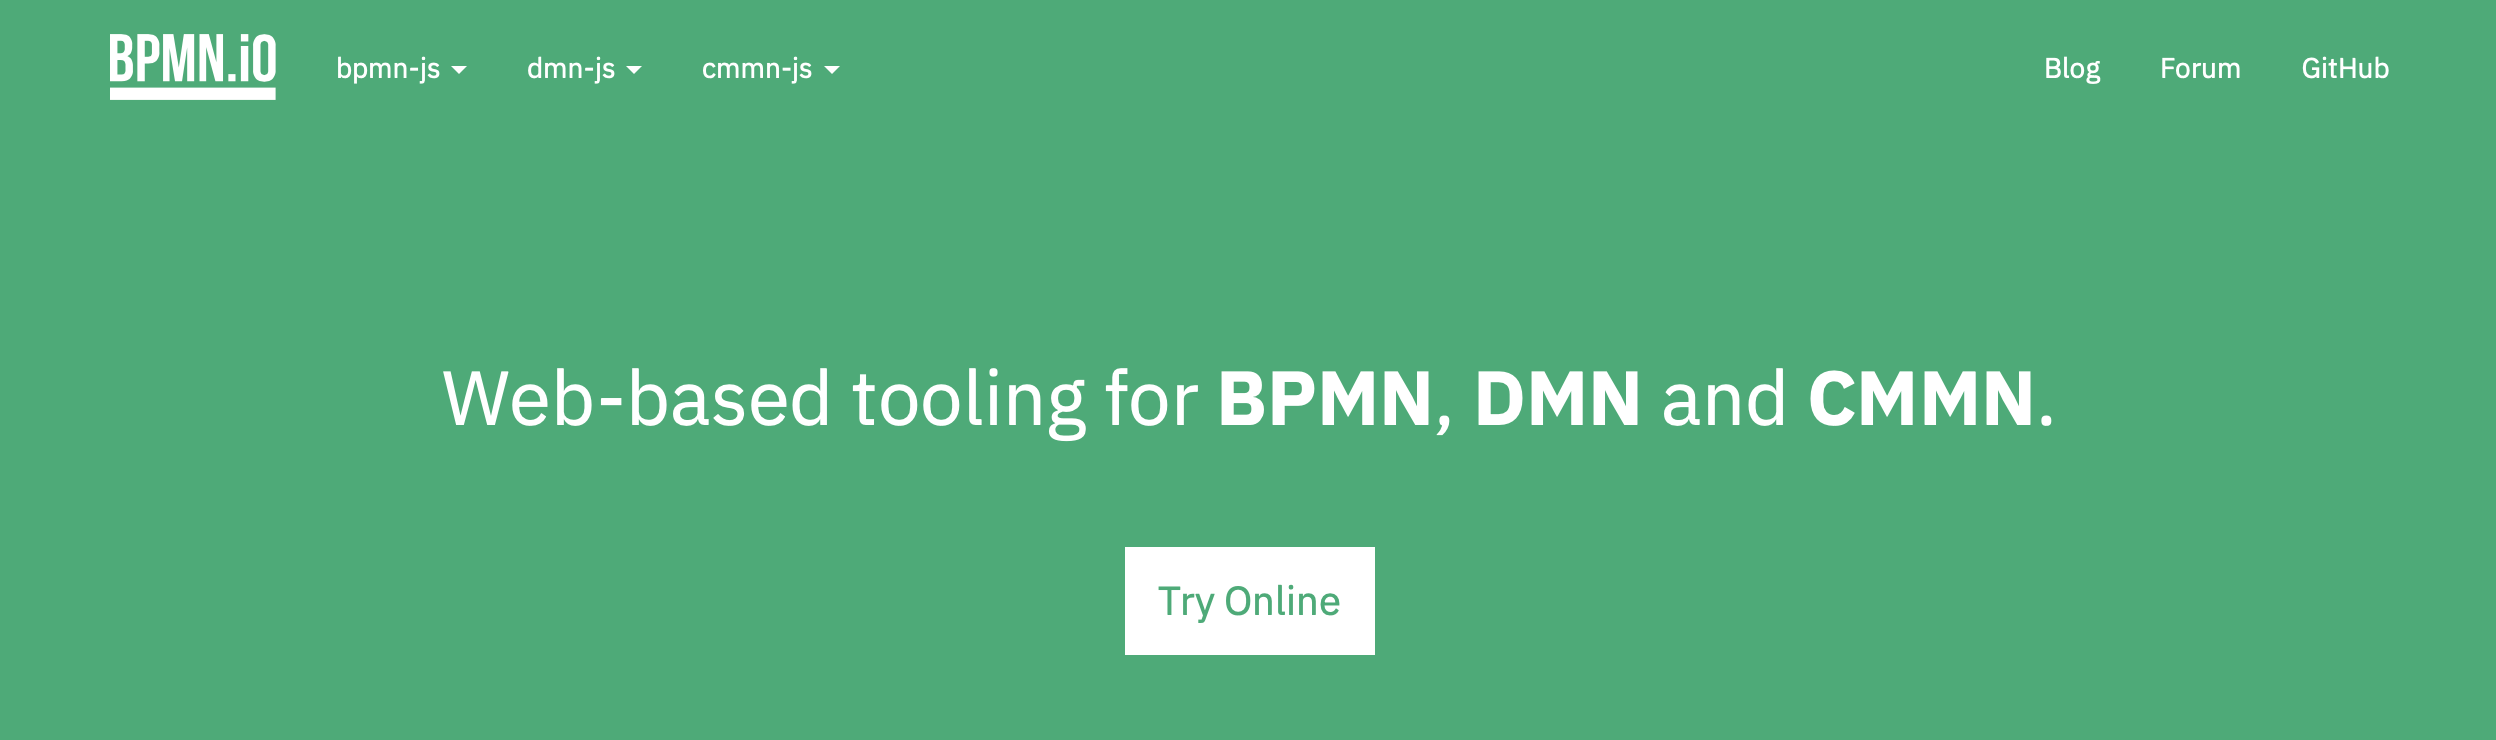 BPMN.iO
bpmn-js
dmn-js
cmmn-js
Blog
Forum
GitHub
Web-based tooling for BPMN, DMN and CMMN.
Try Online